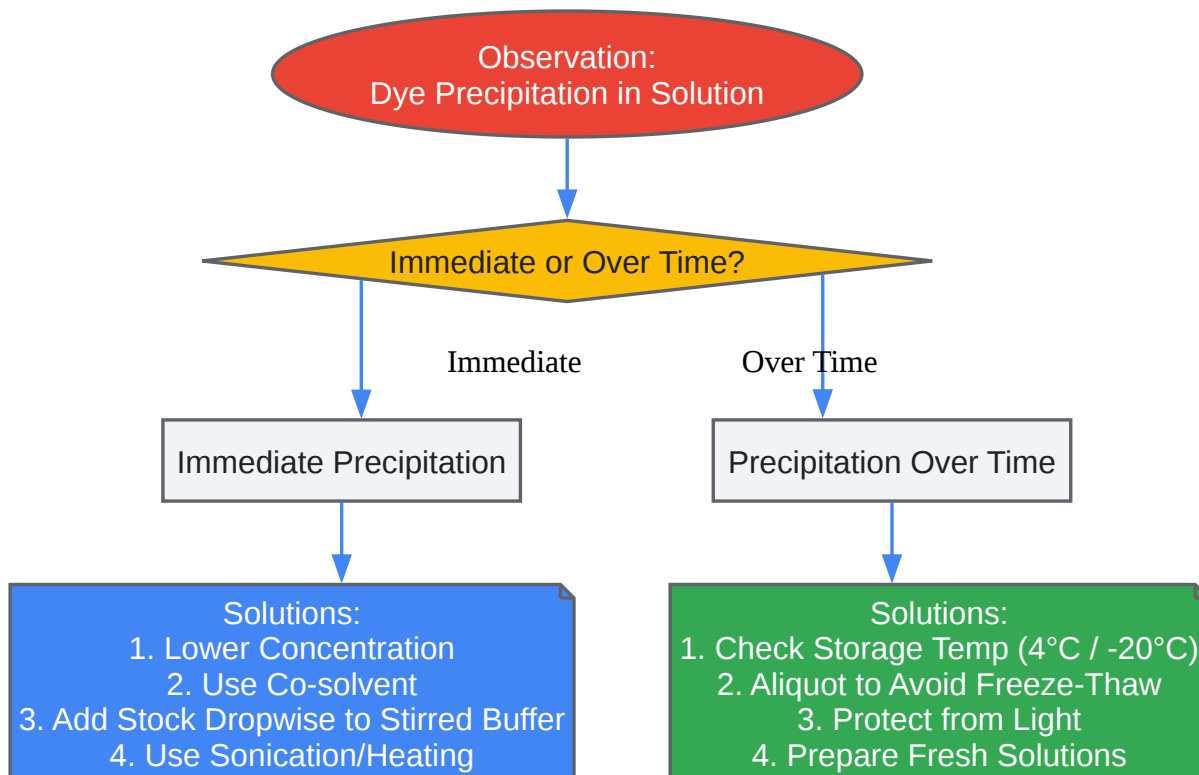 Observation:
Dye Precipitation in Solution
Immediate or Over Time?
Immediate
Over Time
Immediate Precipitation
Precipitation Over Time
Solutions:
1. Lower Concentration
2. Use Co-solvent
3. Add Stock Dropwise to Stirred Buffer
4. Use Sonication/Heating
Solutions:
1. Check Storage Temp (4°C / -20°C)
2. Aliquot to Avoid Freeze-Thaw
3. Protect from Light
4. Prepare Fresh Solutions